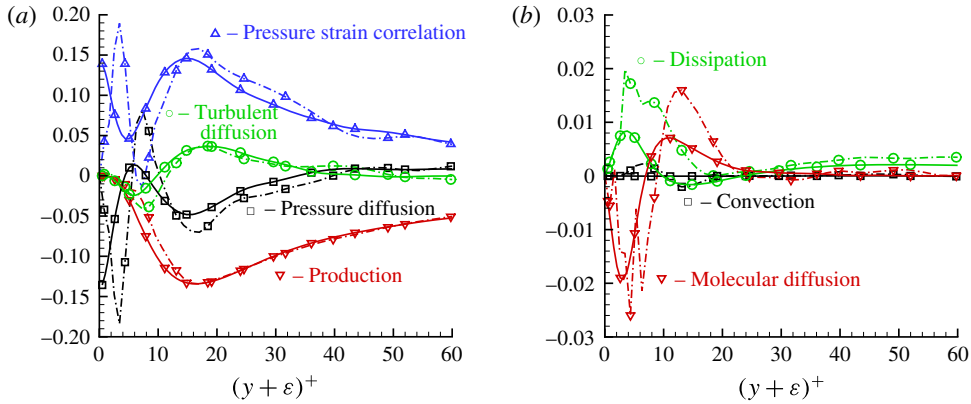 (a)
0.20
0.15
0.10
0.05
0
−0.05
−0.10
−0.15
−0.20
0 10 20 30 40 50 60
(y + ε)+
– Pressure strain correlation
– Turbulent
diffusion
– Pressure diffusion
– Production
(b)
0.03
0.02
0.01
0
−0.01
−0.02
−0.03
0 10 20 30 40 50 60
(y + ε)+
– Dissipation
– Convection
– Molecular diffusion